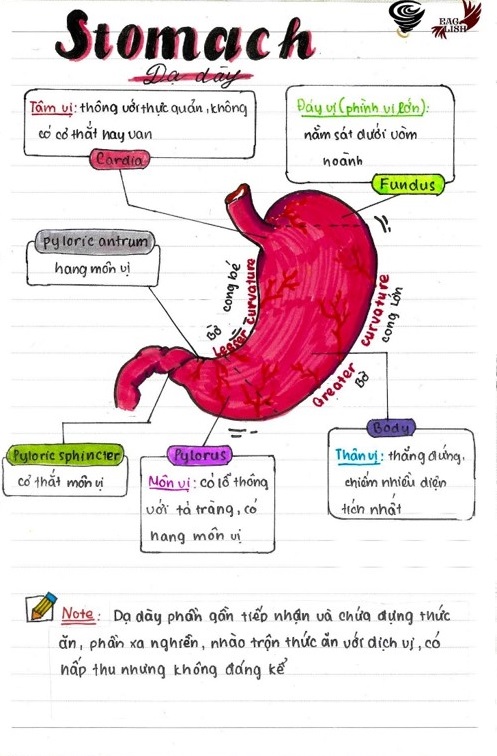 Stomach
Dạ dày
EAG
LISH
Tâm vị: thông với thực quản, không
có cơ thắt hay van
Cardia
Đáy vị (phình vị lớn):
nằm sát dưới vòm
hoành
Fundus
Pyloric antrum
hang môn vị
Bờ cong bé
Lesser curvature
Greater curvature
Bờ cong lớn
Body
Thân vị: thẳng đứng,
chiếm nhiều diện
tích nhất
Pyloric sphincter
cơ thắt môn vị
Pylorus
Môn vị: có lỗ thông
với tá tràng, có
hang môn vị
Note: Dạ dày phần gần tiếp nhận và chứa đựng thức
ăn, phần xa nghiền, nhào trộn thức ăn với dịch vị, có
hấp thu nhưng không đáng kể